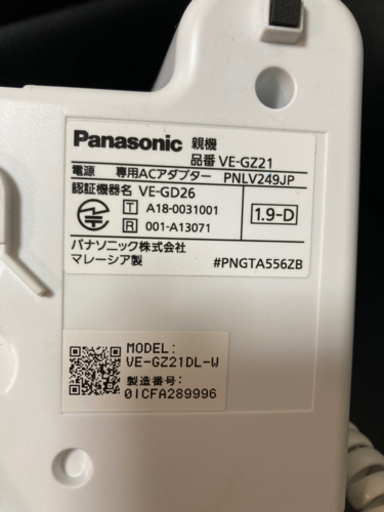 Panasonic 親機
品番 VE-GZ21
電源 専用ACアダプター PNLV249JP
認証機器名 VE-GD26
T A18-0031001
R 001-A13071
1.9-D
パナソニック株式会社
マレーシア製 #PNGTA556ZB
MODEL:
VE-GZ21DL-W
製造番号:
0ICFA289996